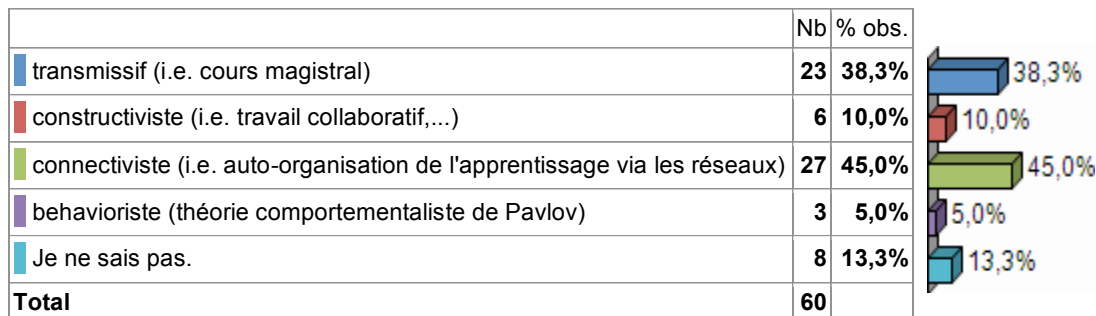 Nb % obs.
transmissif (i.e. cours magistral) 23 38,3% 38,3%
constructiviste (i.e. travail collaboratif,...) 6 10,0% 10,0%
connectiviste (i.e. auto-organisation de l'apprentissage via les réseaux) 27 45,0% 45,0%
behavioriste (théorie comportementaliste de Pavlov) 3 5,0% 5,0%
Je ne sais pas. 8 13,3% 13,3%
Total 60